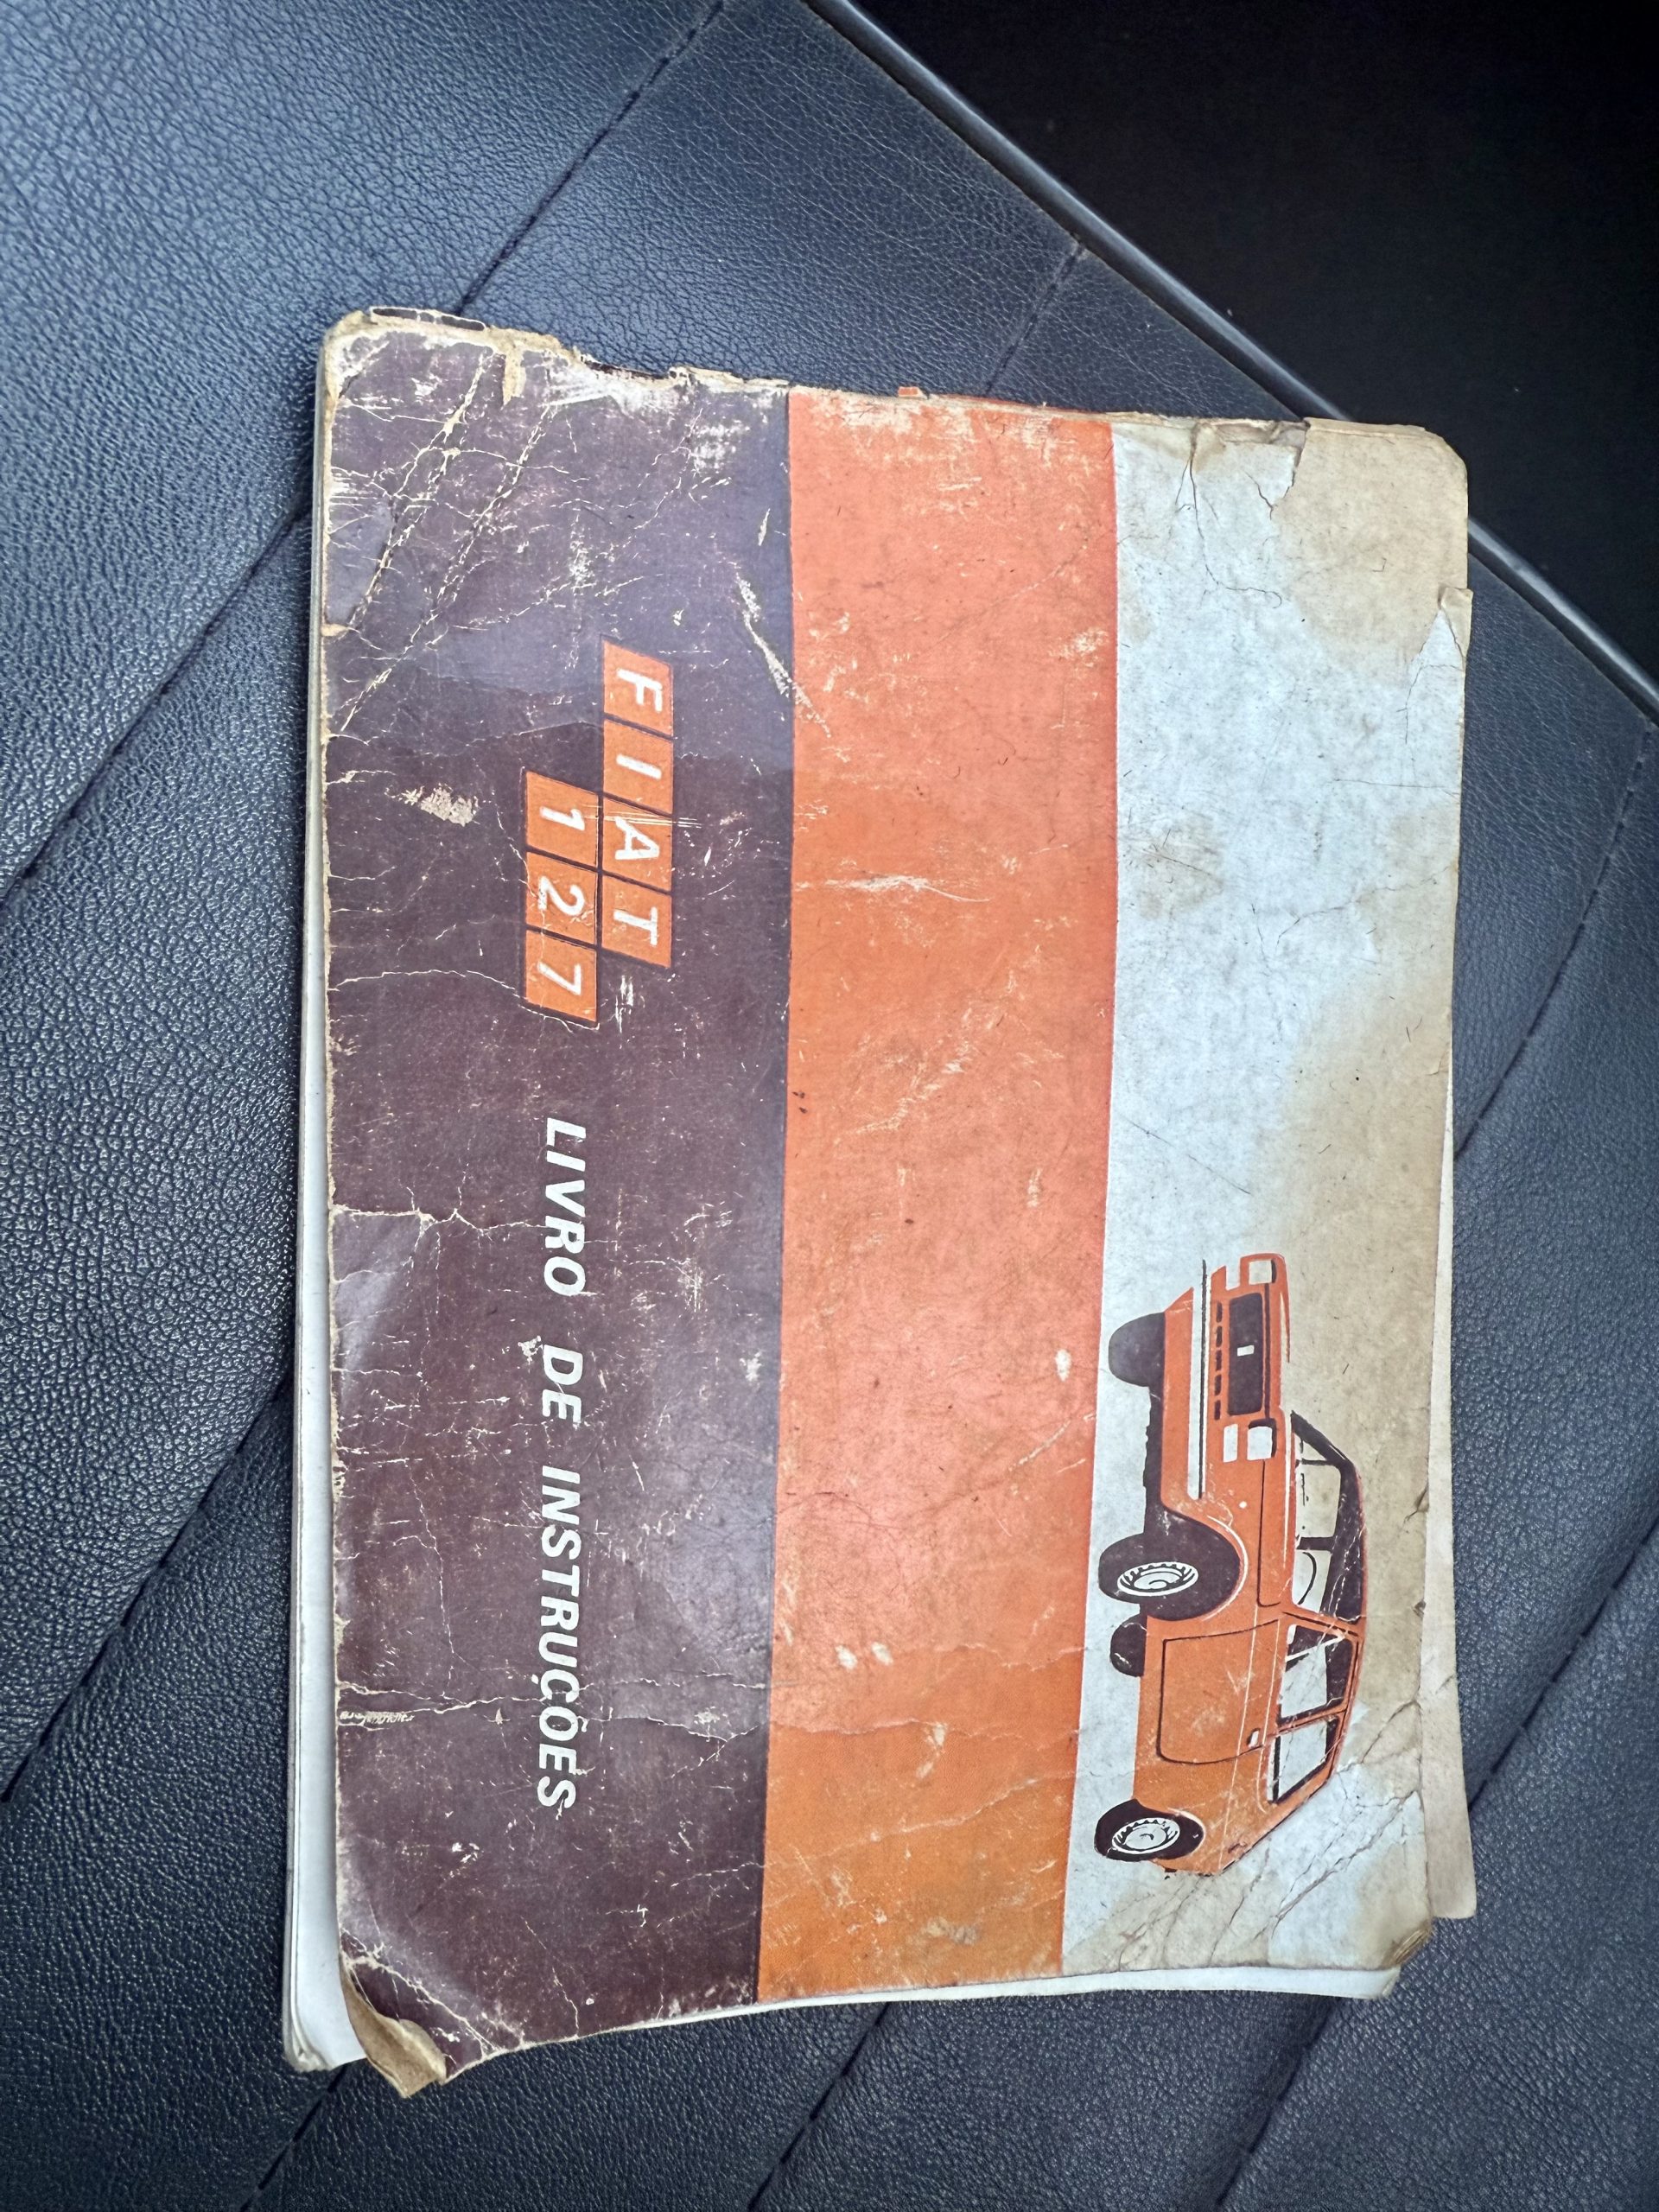 FIAT
127
LIVRO DE INSTRUÇÕES